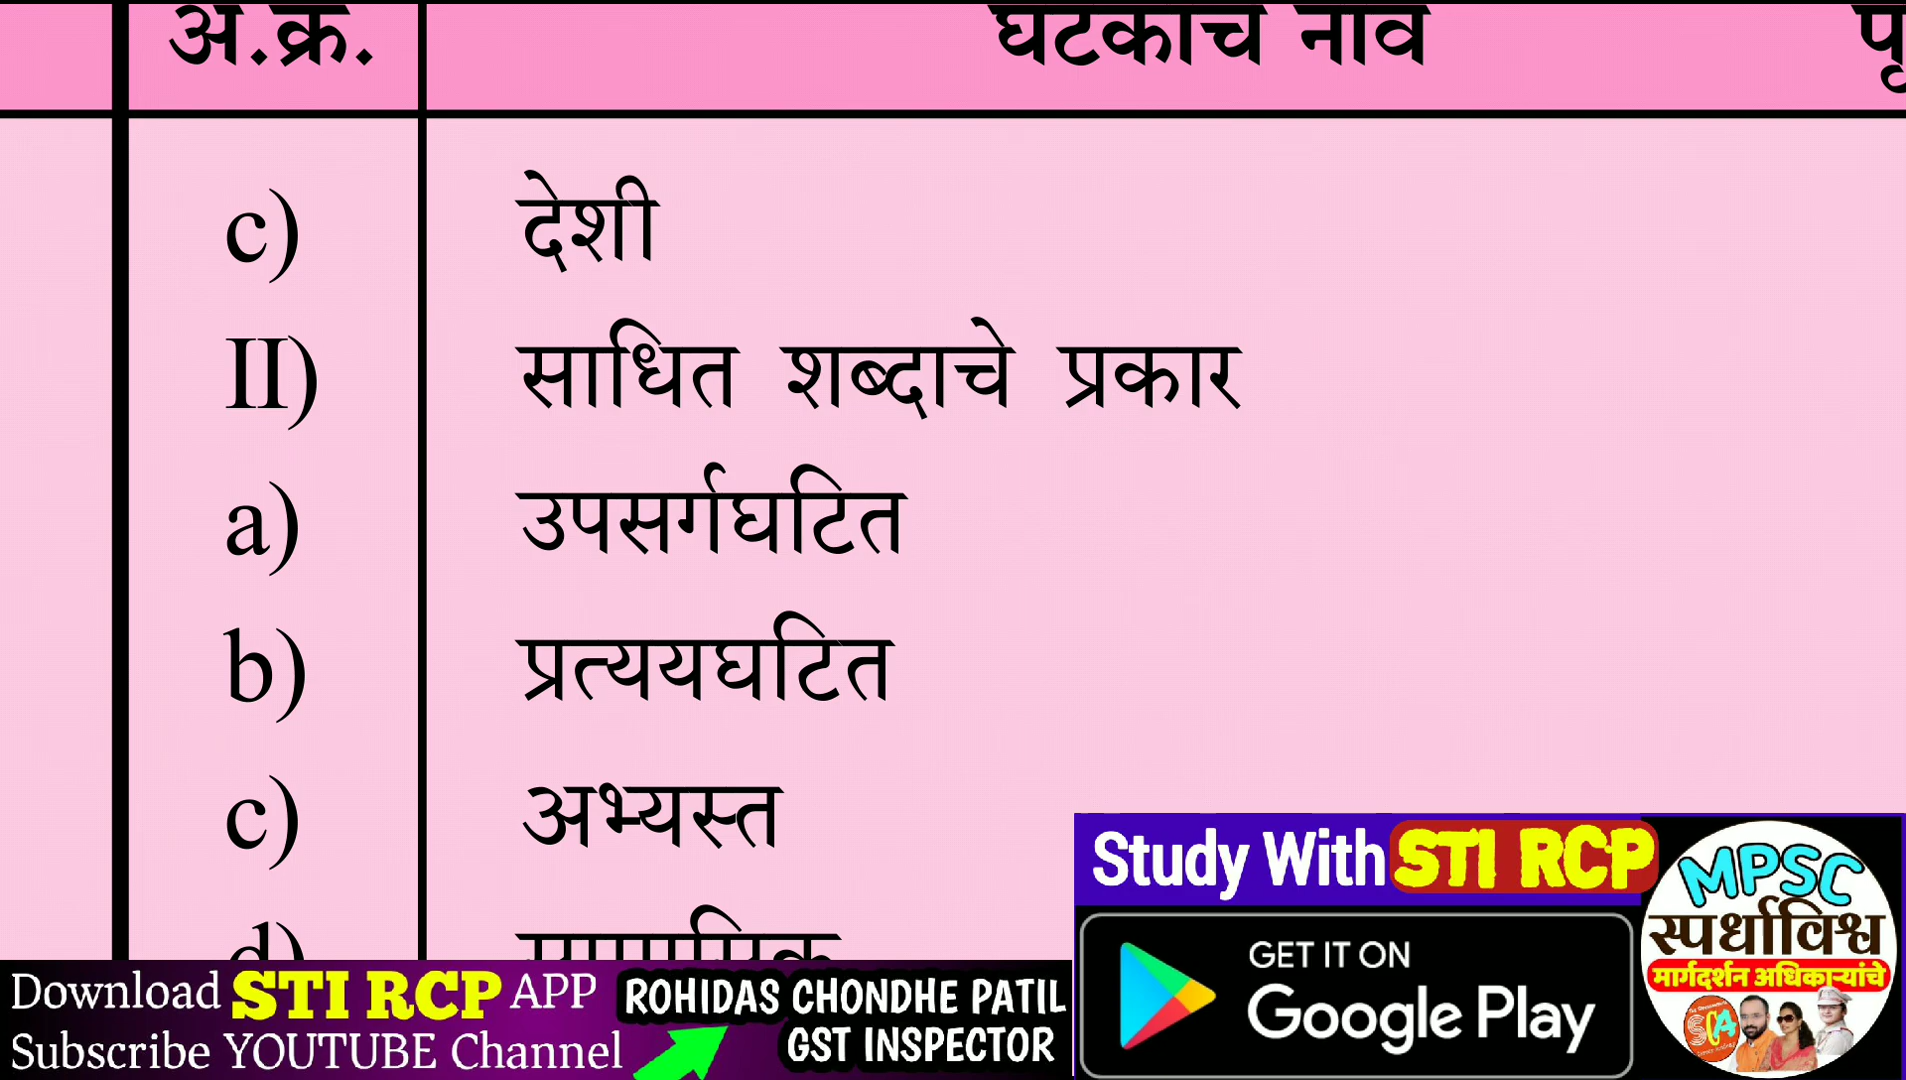 अ.क्र. घटकाचे नाव
c) देशी
II) साधित शब्दाचे प्रकार
a) उपसर्गघटित
b) प्रत्ययघटित
c) अभ्यस्त
d) सामासिक
Study With STI RCP
GET IT ON
Google Play
MPSC
स्पर्धाविश्व
मार्गदर्शन अधिकाऱ्यांचे
Download STI RCP APP
Subscribe YOUTUBE Channel
ROHIDAS CHONDHE PATIL
GST INSPECTOR